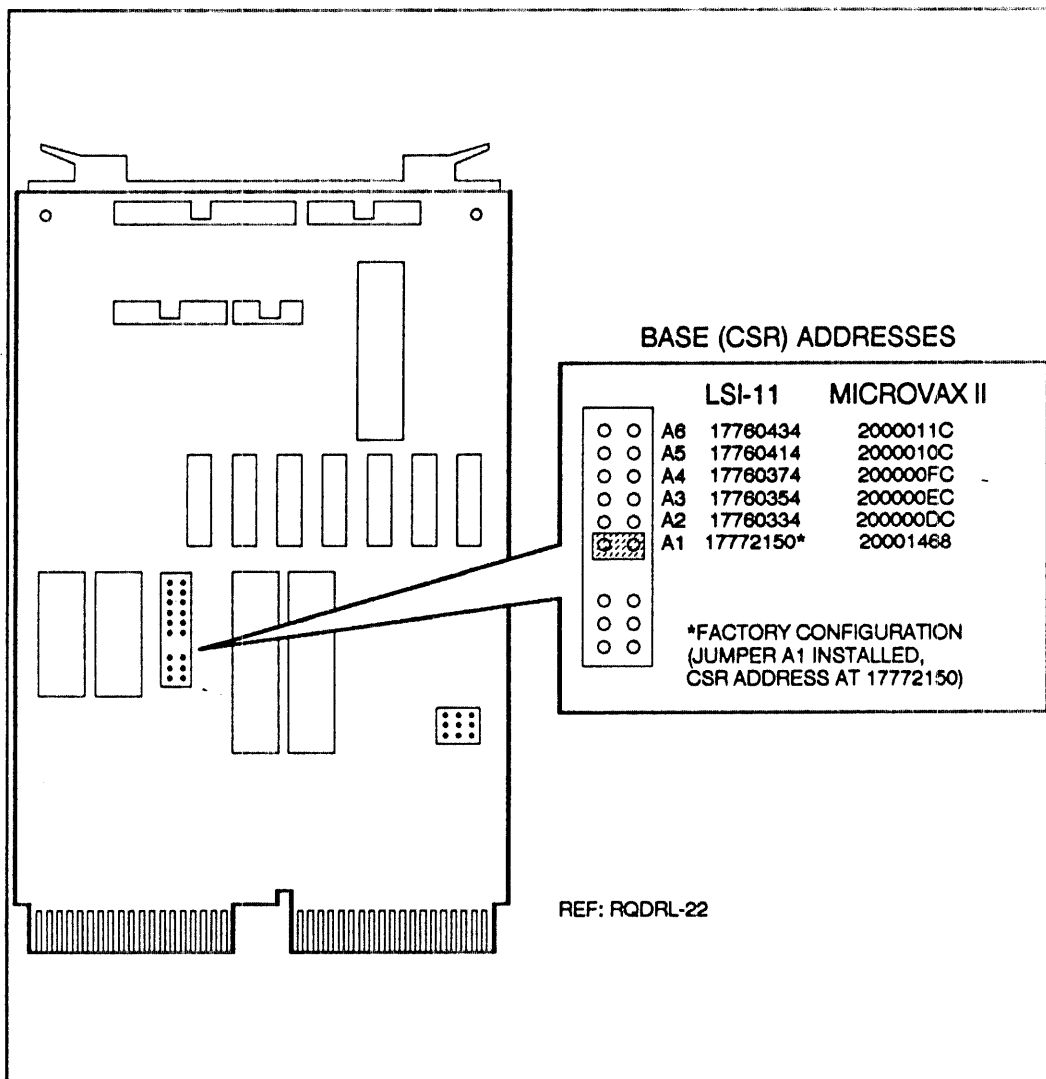 BASE (CSR) ADDRESSES
LSI-11 MICROVAX II
A6 17760434 2000011C
A5 17760414 2000010C
A4 17760374 200000FC
A3 17760354 200000EC
A2 17760334 200000DC
A1 17772150* 20001468
*FACTORY CONFIGURATION
(JUMPER A1 INSTALLED,
CSR ADDRESS AT 17772150)
REF: RQDRL-22